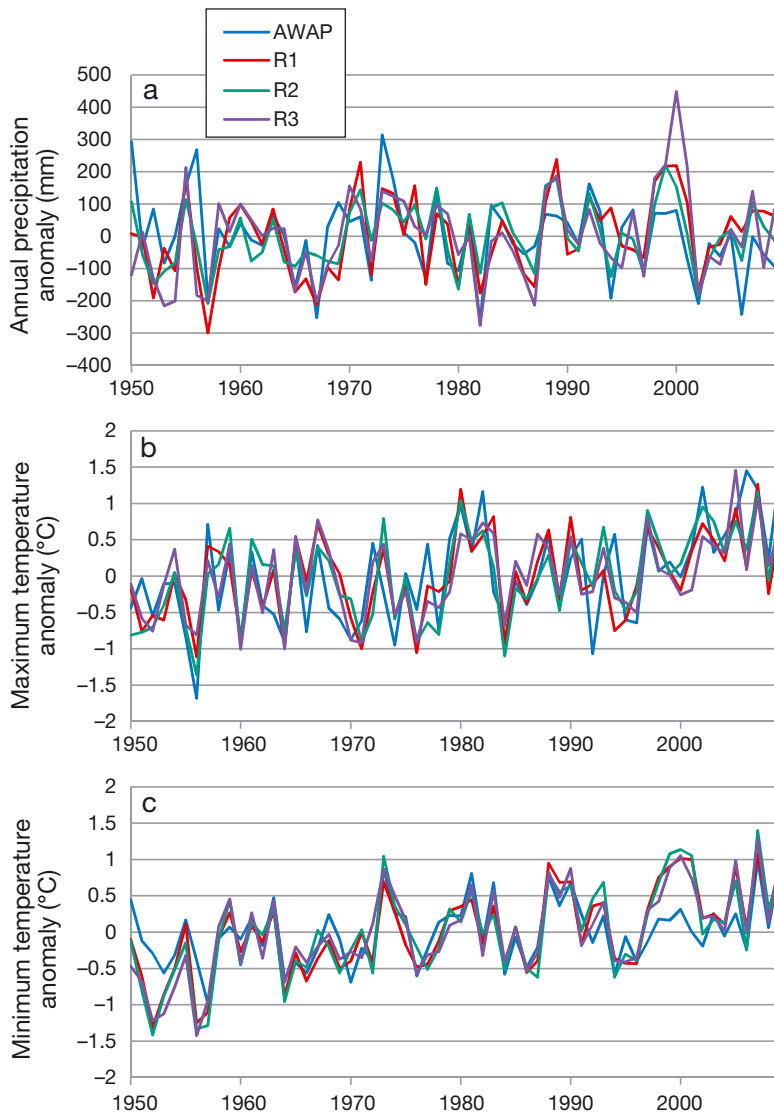 AWAP
R1
R2
R3
a
Annual precipitation
anomaly (mm)
500
400
300
200
100
0
−100
−200
−300
−400
1950 1960 1970 1980 1990 2000
b
Maximum temperature
anomaly (°C)
2
1.5
1
0.5
0
−0.5
−1
−1.5
−2
1950 1960 1970 1980 1990 2000
c
Minimum temperature
anomaly (°C)
2
1.5
1
0.5
0
−0.5
−1
−1.5
−2
1950 1960 1970 1980 1990 2000